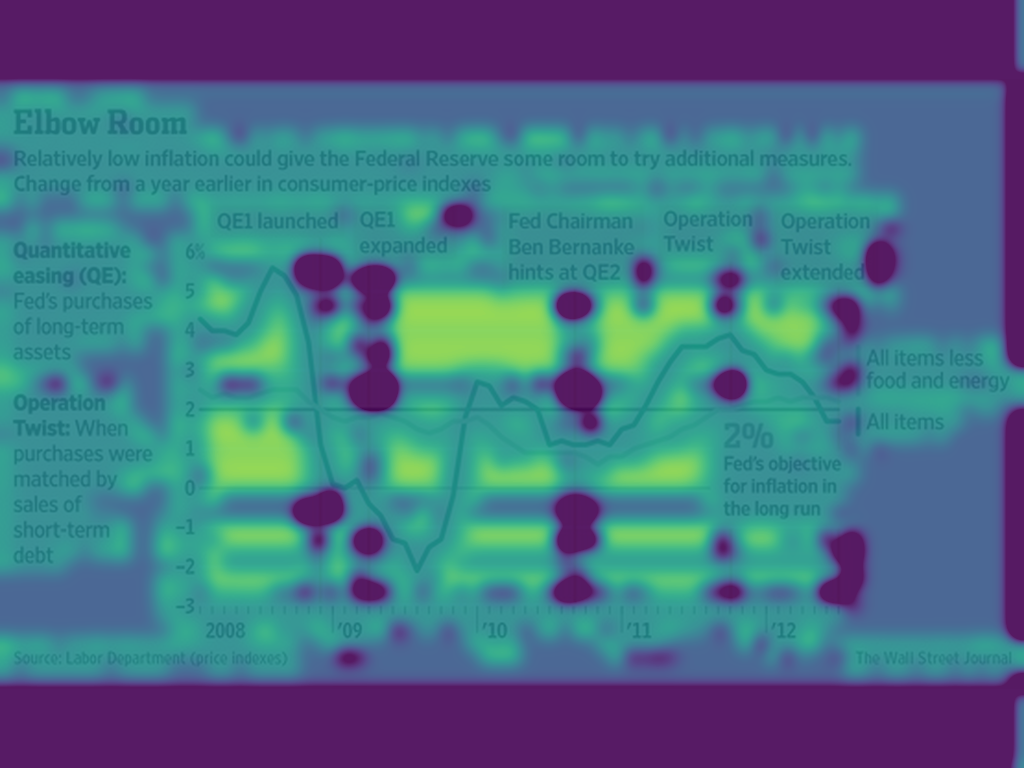 Elbow Room
Relatively low inflation could give the Federal Reserve some room to try additional measures.
Change from a year earlier in consumer-price indexes
Quantitative
easing (QE):
Fed's purchases
of long-term
assets
Operation
Twist: When
purchases were
matched by
sales of
short-term
debt
QE1 launched
QE1
expanded
Fed Chairman
Ben Bernanke
hints at QE2
Operation
Twist
Operation
Twist
extended
6%
5
4
3
2
1
0
−1
−2
−3
2008
'09
'10
'11
'12
All items less
food and energy
All items
2%
Fed's objective
for inflation in
the long run
Source: Labor Department (price indexes)
The Wall Street Journal